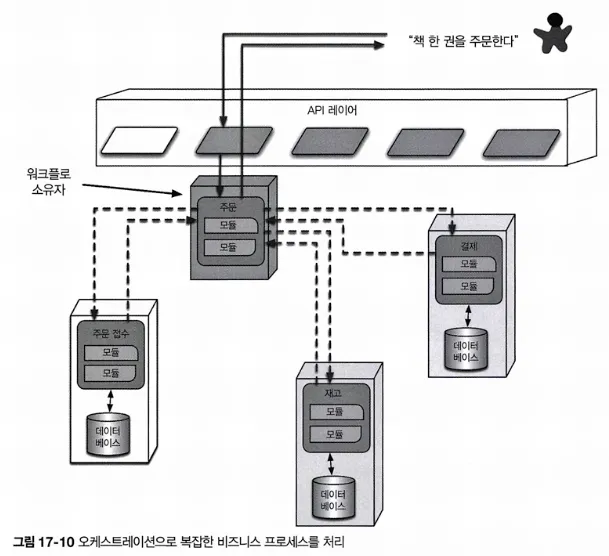 “책 한 권을 주문한다”
API 레이어
워크플로
소유자
주문
모듈
모듈
결제
모듈
모듈
데이터
베이스
주문 접수
모듈
모듈
데이터
베이스
재고
모듈
모듈
데이터
베이스
그림 17-10 오케스트레이션으로 복잡한 비즈니스 프로세스를 처리